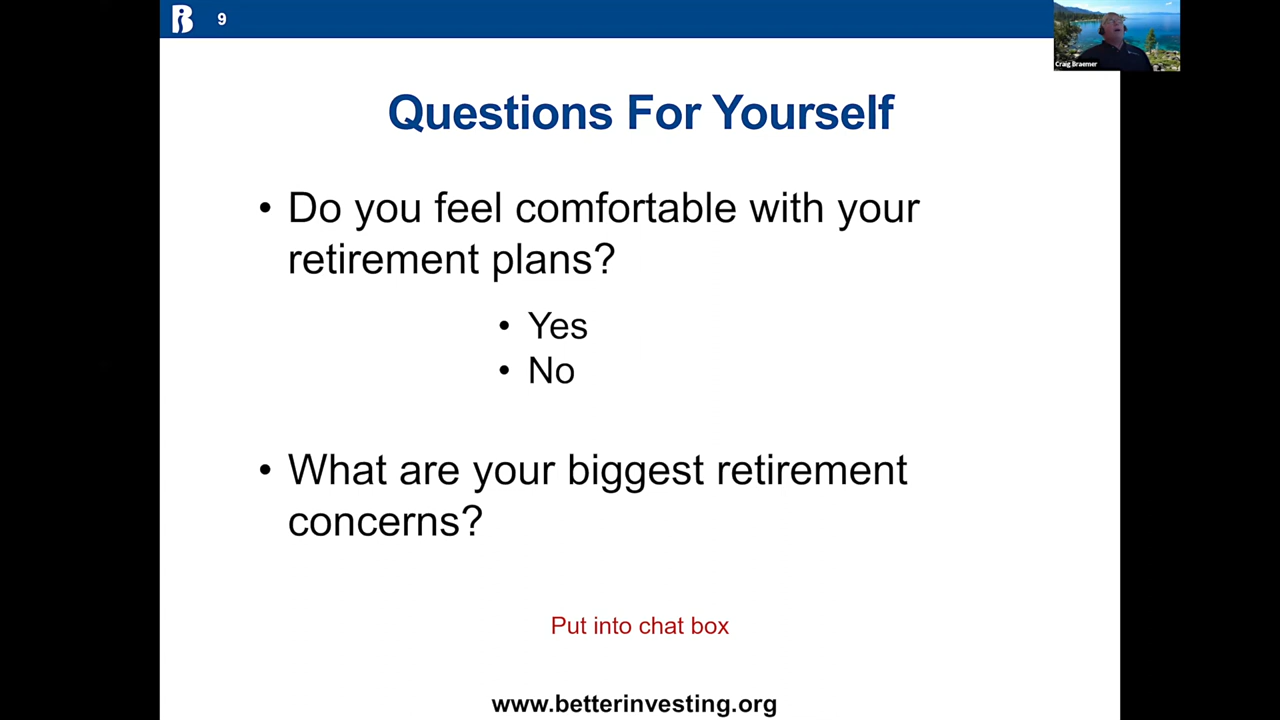 9
Craig Braemer
Questions For Yourself
• Do you feel comfortable with your
retirement plans?
• Yes
• No
• What are your biggest retirement
concerns?
Put into chat box
www.betterinvesting.org